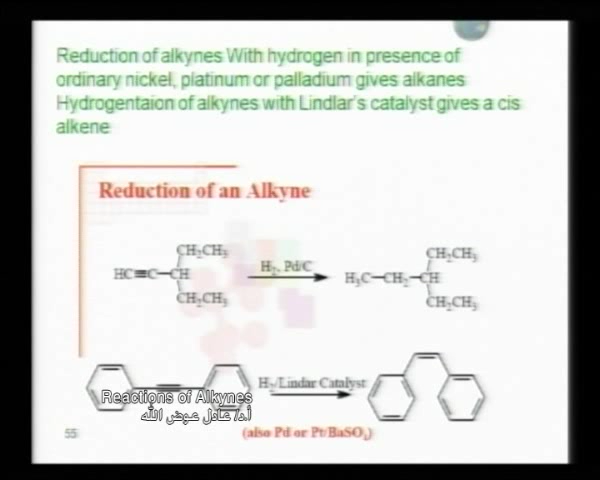 Reduction of alkynes With hydrogen in presence of
ordinary nickel, platinum or palladium gives alkanes
Hydrogentaion of alkynes with Lindlar's catalyst gives a cis
alkene
Reduction of an Alkyne
CH₂CH₃
HC≡C—CH
CH₂CH₃
H₂, Pd/C
CH₂CH₃
H₃C—CH₂—CH
CH₂CH₃
H₂/Lindar Catalyst
(also Pd or Pt/BaSO₄)
Reactions of Alkynes
أ.د/ عادل عوض الله
55